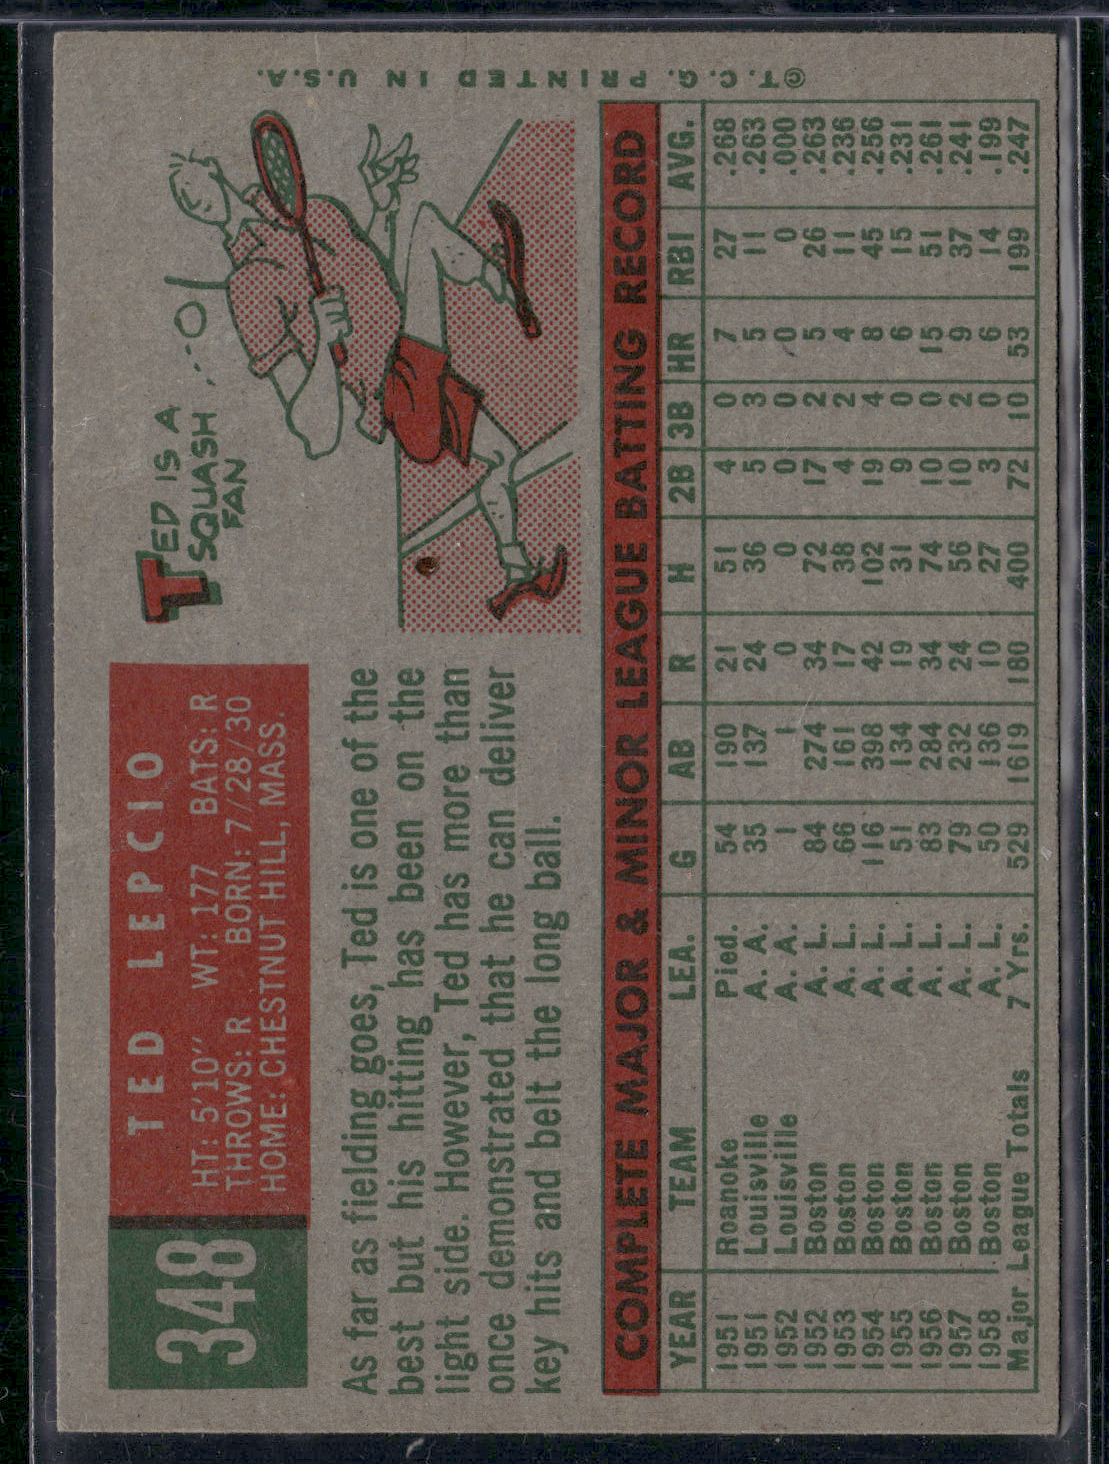 348
TED LEPCIO
HT: 5'10" WT: 177 BATS: R
THROWS: R BORN: 7/28/30
HOME: CHESTNUT HILL, MASS.
As far as fielding goes, Ted is one of the
best but his hitting has been on the
light side. However, Ted has more than
once demonstrated that he can deliver
key hits and belt the long ball.
TED IS A
SQUASH
FAN
COMPLETE MAJOR & MINOR LEAGUE BATTING RECORD
YEAR TEAM LEA. G AB R H 2B 3B HR RBI AVG.
1951 Roanoke Pied. 54 190 21 51 4 0 7 27 .268
1951 Louisville A. A. 35 137 24 36 5 3 5 11 .263
1952 Louisville A. A. 1 1 0 0 0 0 0 0 .000
1952 Boston A. L. 84 274 34 72 17 2 5 26 .263
1953 Boston A. L. 66 161 17 38 4 2 4 11 .236
1954 Boston A. L. 116 398 42 102 19 4 8 45 .256
1955 Boston A. L. 51 134 19 31 9 0 6 15 .231
1956 Boston A. L. 83 284 34 74 10 0 15 51 .261
1957 Boston A. L. 79 232 24 56 10 2 9 37 .241
1958 Boston A. L. 50 136 10 27 3 0 6 14 .199
Major League Totals 7 Yrs. 529 1619 180 400 72 10 53 199 .247
© T. C. G. PRINTED IN U.S.A.